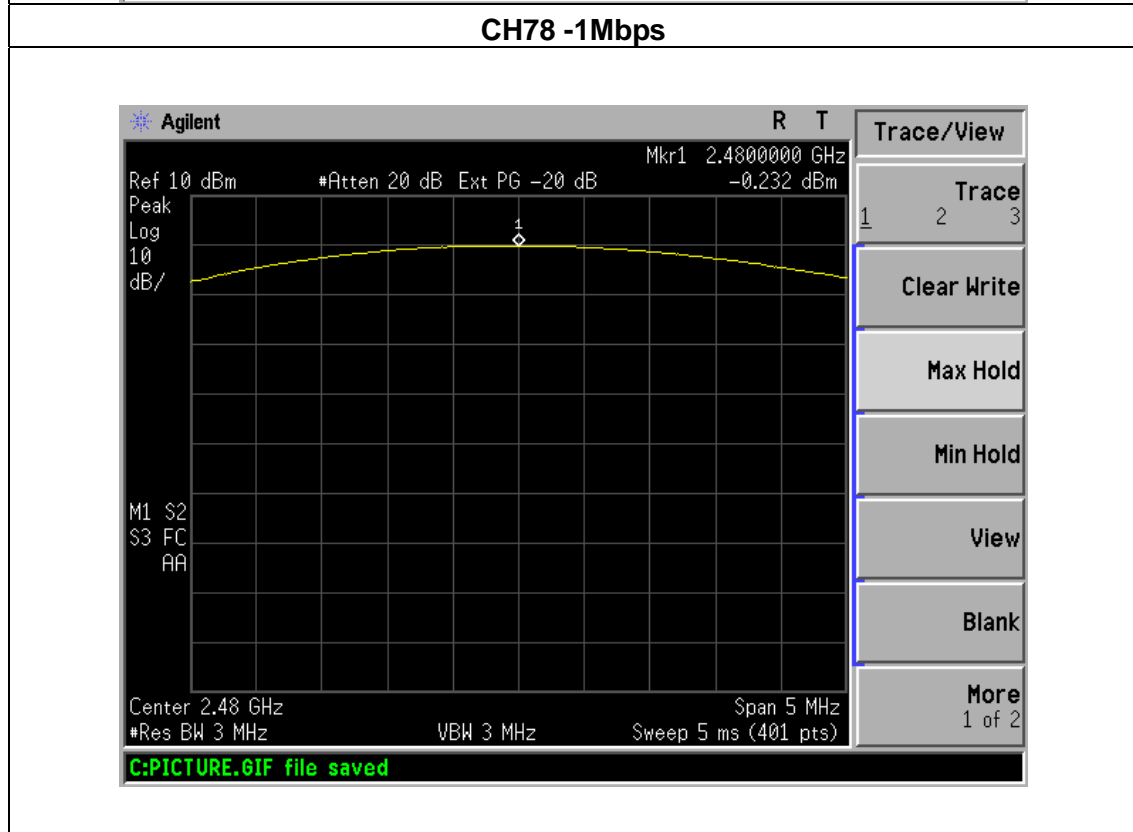 CH78 -1Mbps
Agilent R T
Mkr1 2.4800000 GHz
Ref 10 dBm #Atten 20 dB Ext PG -20 dB -0.232 dBm
Peak
Log
10
dB/
1
M1 S2
S3 FC
AA
Center 2.48 GHz Span 5 MHz
#Res BW 3 MHz VBW 3 MHz Sweep 5 ms (401 pts)
C:PICTURE.GIF file saved
Trace/View
Trace
1 2 3
Clear Write
Max Hold
Min Hold
View
Blank
More
1 of 2